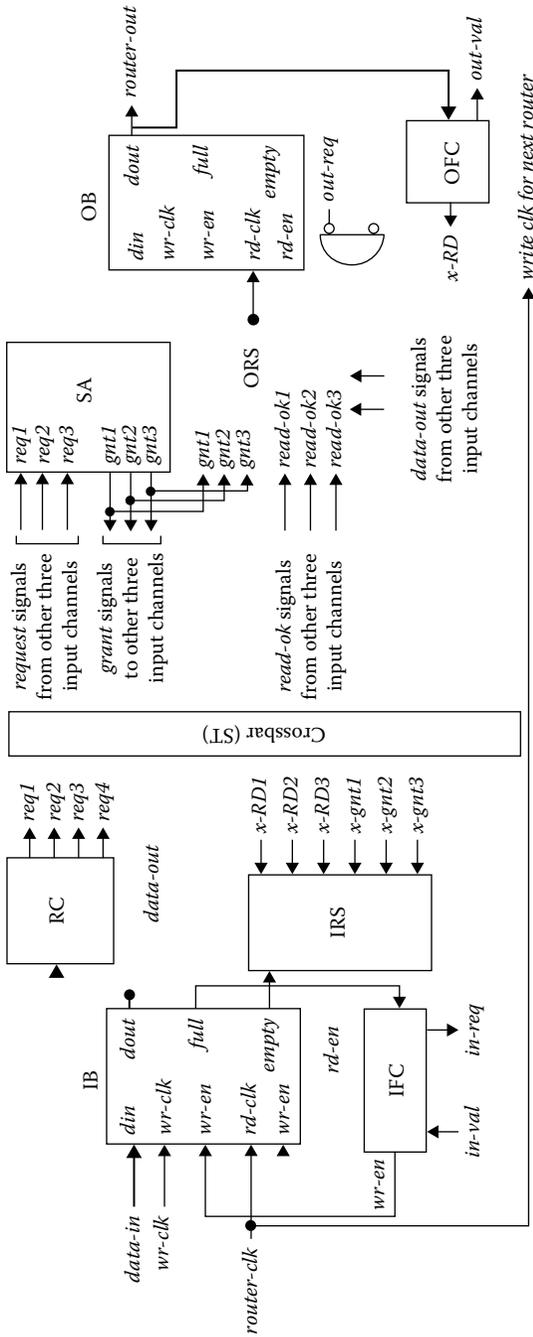 data-in
wr-clk
router-clk
IB
din
wr-clk
wr-en
rd-clk
wr-en
dout
full
empty
wr-en
IFC
in-val
in-req
rd-en
RC
req1
req2
req3
req4
data-out
IRS
x-RD1
x-RD2
x-RD3
x-gnt1
x-gnt2
x-gnt3
Crossbar (ST)
request signals
from other three
input channels
grant signals
to other three
input channels
read-ok signals
from other three
input channels
SA
req1
req2
req3
gnt1
gnt2
gnt3
gnt1
gnt2
gnt3
read-ok1
read-ok2
read-ok3
ORS
data-out signals
from other three
input channels
OB
din
wr-clk
wr-en
rd-clk
rd-en
dout
full
empty
router-out
out-req
OFC
x-RD
out-val
write clk for next router